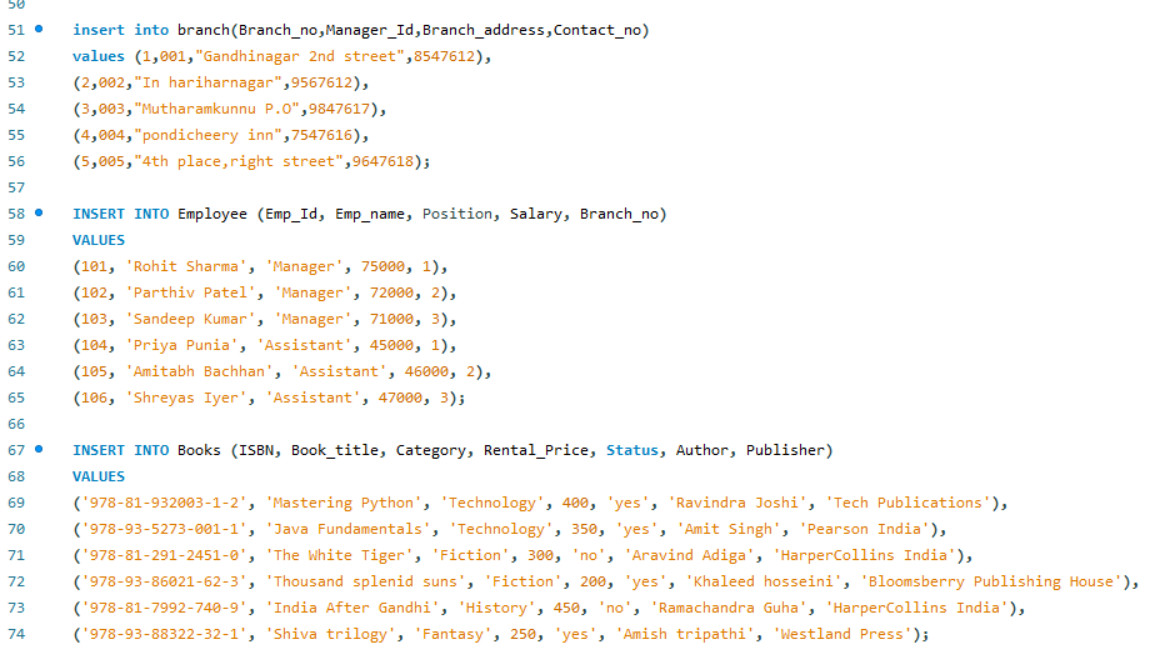 50
51 insert into branch(Branch_no,Manager_Id,Branch_address,Contact_no)
52 values (1,001,"Gandhinagar 2nd street",8547612),
53 (2,002,"In hariharnagar",9567612),
54 (3,003,"Mutharamkunnu P.O",9847617),
55 (4,004,"pondicheery inn",7547616),
56 (5,005,"4th place,right street",9647618);
57
58 INSERT INTO Employee (Emp_Id, Emp_name, Position, Salary, Branch_no)
59 VALUES
60 (101, 'Rohit Sharma', 'Manager', 75000, 1),
61 (102, 'Parthiv Patel', 'Manager', 72000, 2),
62 (103, 'Sandeep Kumar', 'Manager', 71000, 3),
63 (104, 'Priya Punia', 'Assistant', 45000, 1),
64 (105, 'Amitabh Bachhan', 'Assistant', 46000, 2),
65 (106, 'Shreyas Iyer', 'Assistant', 47000, 3);
66
67 INSERT INTO Books (ISBN, Book_title, Category, Rental_Price, Status, Author, Publisher)
68 VALUES
69 ('978-81-932003-1-2', 'Mastering Python', 'Technology', 400, 'yes', 'Ravindra Joshi', 'Tech Publications'),
70 ('978-93-5273-001-1', 'Java Fundamentals', 'Technology', 350, 'yes', 'Amit Singh', 'Pearson India'),
71 ('978-81-291-2451-0', 'The White Tiger', 'Fiction', 300, 'no', 'Aravind Adiga', 'HarperCollins India'),
72 ('978-93-86021-62-3', 'Thousand splenid suns', 'Fiction', 200, 'yes', 'Khaleed hosseini', 'Bloomsberry Publishing House'),
73 ('978-81-7992-740-9', 'India After Gandhi', 'History', 450, 'no', 'Ramachandra Guha', 'HarperCollins India'),
74 ('978-93-88322-32-1', 'Shiva trilogy', 'Fantasy', 250, 'yes', 'Amish tripathi', 'Westland Press');